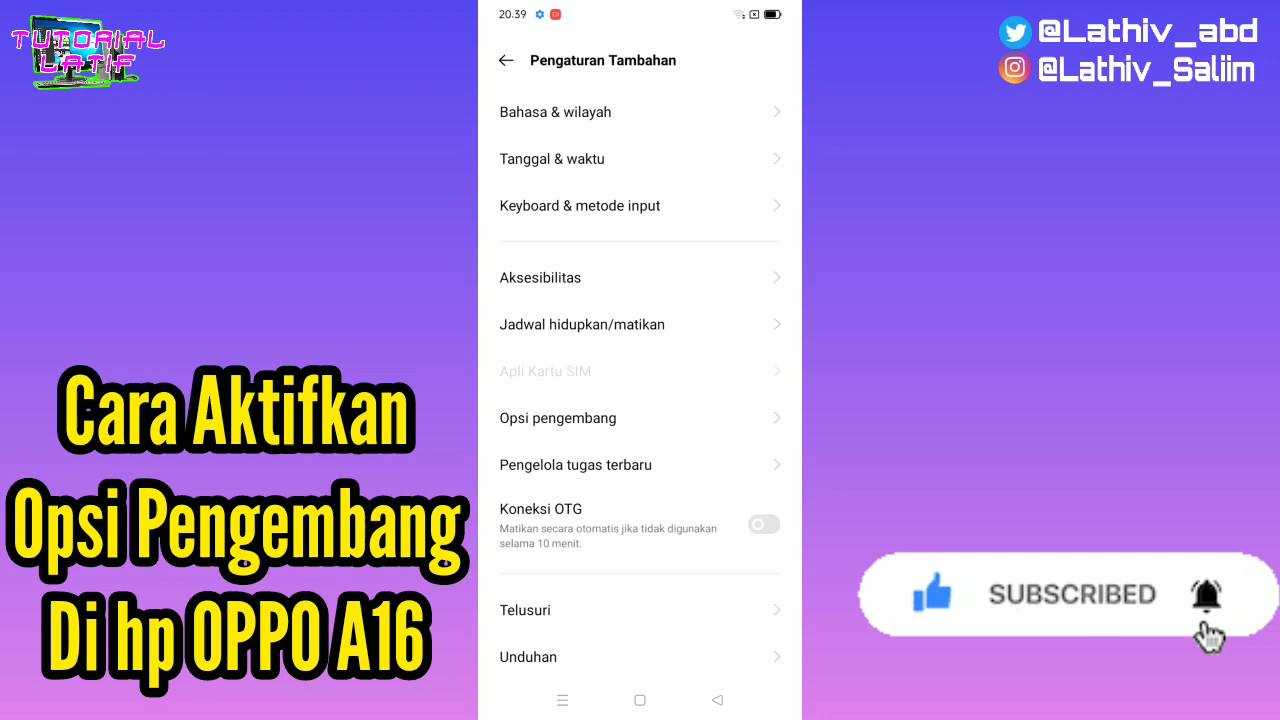 TUTORIAL
LATIF
@Lathiv_abd
@Lathiv_Saliim
20.39
Pengaturan Tambahan
Bahasa & wilayah
Tanggal & waktu
Keyboard & metode input
Aksesibilitas
Jadwal hidupkan/matikan
Apli Kartu SIM
Opsi pengembang
Pengelola tugas terbaru
Koneksi OTG
Matikan secara otomatis jika tidak digunakan
selama 10 menit.
Telusuri
Unduhan
Cara Aktifkan
Opsi Pengembang
Di hp OPPO A16
SUBSCRIBED